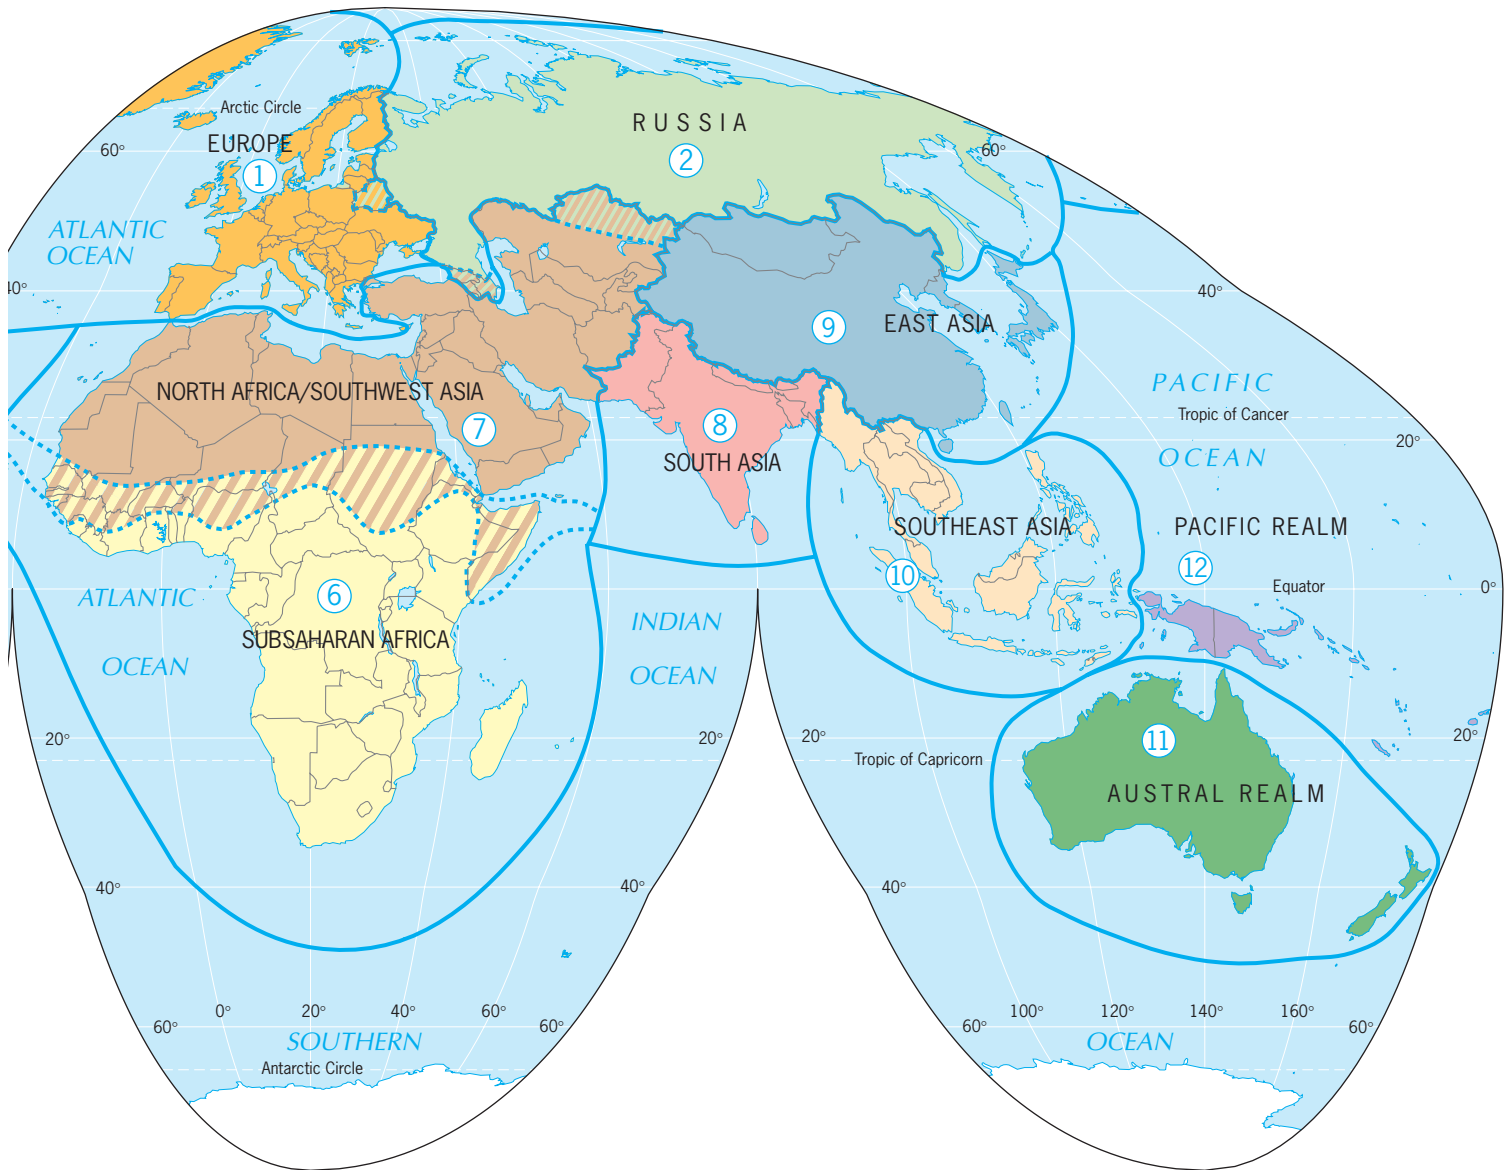 Arctic Circle
RUSSIA
EUROPE
60°
60°
2
1
ATLANTIC
OCEAN
40°
40°
9
EAST ASIA
NORTH AFRICA/SOUTHWEST ASIA
PACIFIC
Tropic of Cancer
7
8
20°
SOUTH ASIA
OCEAN
SOUTHEAST ASIA
PACIFIC REALM
10
12
Equator
0°
ATLANTIC
6
INDIAN
SUBSAHARAN AFRICA
OCEAN
OCEAN
20°
20°
20°
20°
11
Tropic of Capricorn
AUSTRAL REALM
40°
40°
40°
0°
20°
40°
60°
100°
120°
140°
160°
60°
60°
60°
60°
SOUTHERN
OCEAN
Antarctic Circle